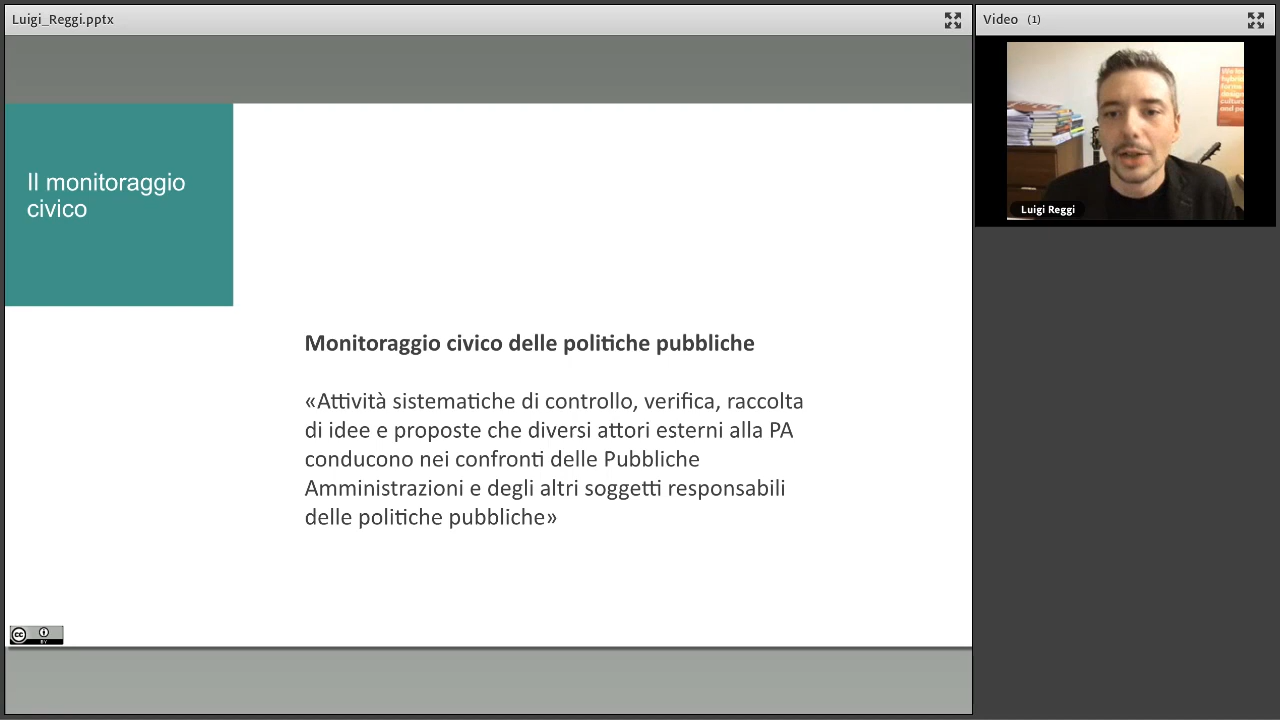 Luigi_Reggi.pptx
Video (1)
Il monitoraggio
civico
Monitoraggio civico delle politiche pubbliche
«Attività sistematiche di controllo, verifica, raccolta
di idee e proposte che diversi attori esterni alla PA
conducono nei confronti delle Pubbliche
Amministrazioni e degli altri soggetti responsabili
delle politiche pubbliche»
cc
BY
Luigi Reggi